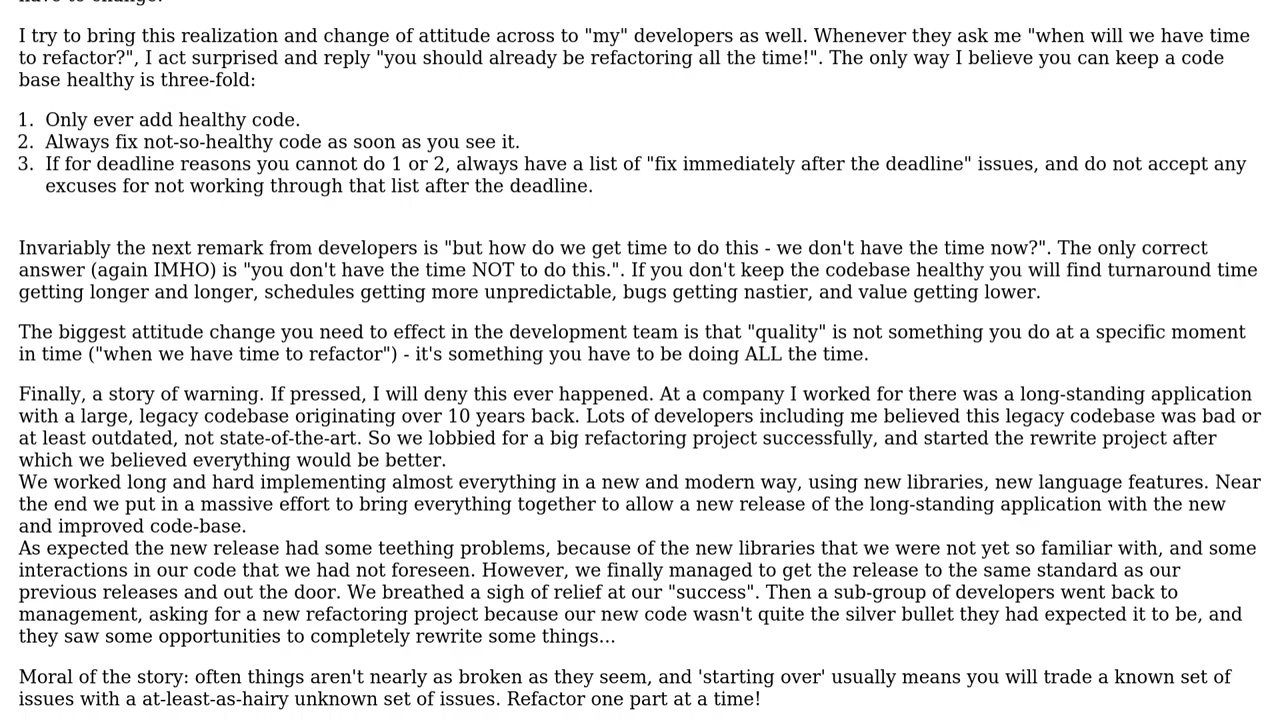 I try to bring this realization and change of attitude across to "my" developers as well. Whenever they ask me "when will we have time
to refactor?", I act surprised and reply "you should already be refactoring all the time!". The only way I believe you can keep a code
base healthy is three-fold:
1. Only ever add healthy code.
2. Always fix not-so-healthy code as soon as you see it.
3. If for deadline reasons you cannot do 1 or 2, always have a list of "fix immediately after the deadline" issues, and do not accept any
excuses for not working through that list after the deadline.
Invariably the next remark from developers is "but how do we get time to do this - we don't have the time now?". The only correct
answer (again IMHO) is "you don't have the time NOT to do this.". If you don't keep the codebase healthy you will find turnaround time
getting longer and longer, schedules getting more unpredictable, bugs getting nastier, and value getting lower.
The biggest attitude change you need to effect in the development team is that "quality" is not something you do at a specific moment
in time ("when we have time to refactor") - it's something you have to be doing ALL the time.
Finally, a story of warning. If pressed, I will deny this ever happened. At a company I worked for there was a long-standing application
with a large, legacy codebase originating over 10 years back. Lots of developers including me believed this legacy codebase was bad or
at least outdated, not state-of-the-art. So we lobbied for a big refactoring project successfully, and started the rewrite project after
which we believed everything would be better.
We worked long and hard implementing almost everything in a new and modern way, using new libraries, new language features. Near
the end we put in a massive effort to bring everything together to allow a new release of the long-standing application with the new
and improved code-base.
As expected the new release had some teething problems, because of the new libraries that we were not yet so familiar with, and some
interactions in our code that we had not foreseen. However, we finally managed to get the release to the same standard as our
previous releases and out the door. We breathed a sigh of relief at our "success". Then a sub-group of developers went back to
management, asking for a new refactoring project because our new code wasn't quite the silver bullet they had expected it to be, and
they saw some opportunities to completely rewrite some things...
Moral of the story: often things aren't nearly as broken as they seem, and 'starting over' usually means you will trade a known set of
issues with a at-least-as-hairy unknown set of issues. Refactor one part at a time!